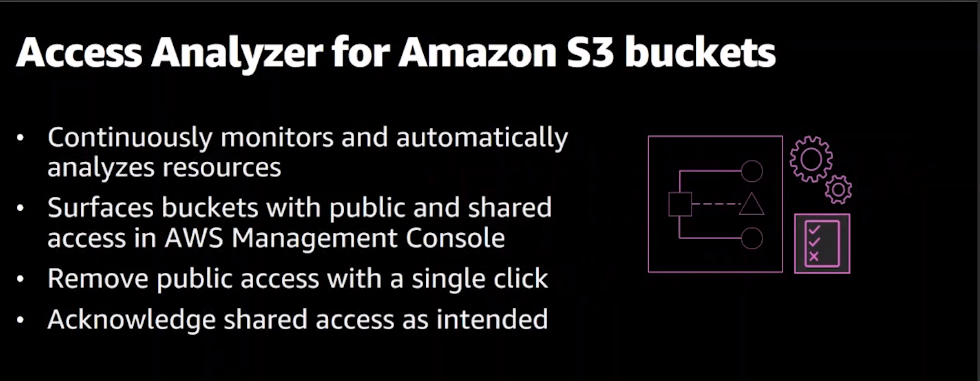 Access Analyzer for Amazon S3 buckets
• Continuously monitors and automatically
analyzes resources
• Surfaces buckets with public and shared
access in AWS Management Console
• Remove public access with a single click
• Acknowledge shared access as intended